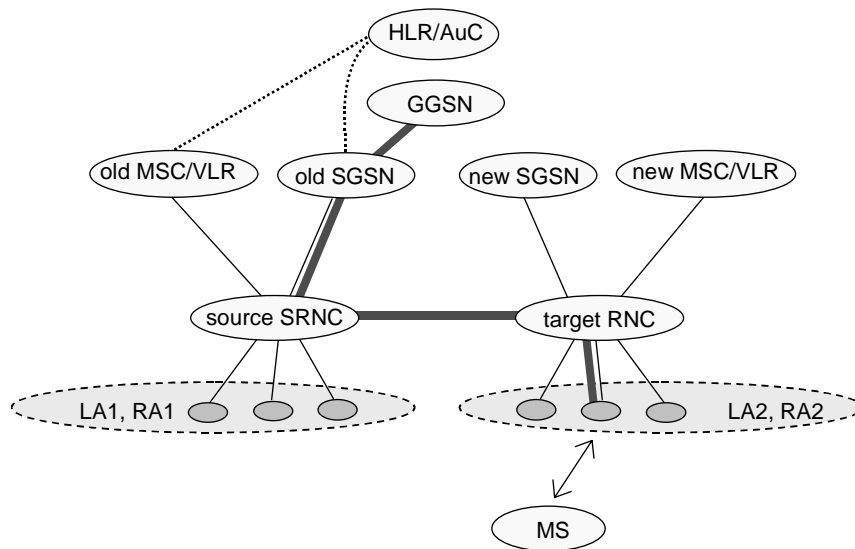 HLR/AuC
GGSN
old MSC/VLR
old SGSN
new SGSN
new MSC/VLR
source SRNC
target RNC
LA1, RA1
LA2, RA2
MS